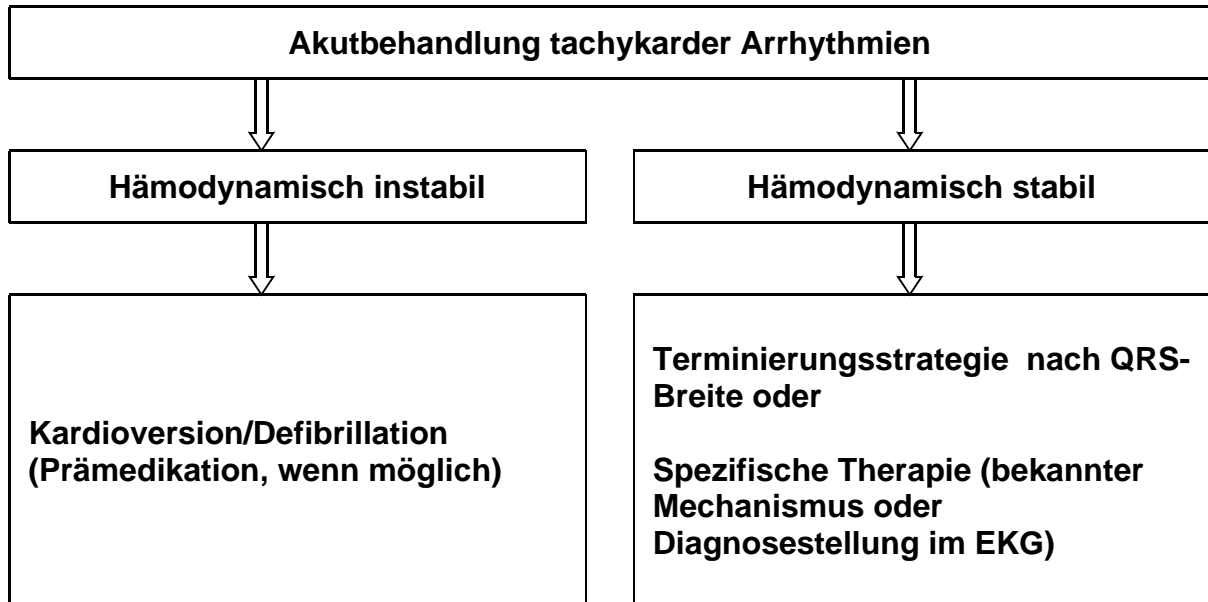 Akutbehandlung tachykarder Arrhythmien
Hämodynamisch instabil
Hämodynamisch stabil
Kardioversion/Defibrillation
(Prämedikation, wenn möglich)
Terminierungsstrategie nach QRS-
Breite oder
Spezifische Therapie (bekannter
Mechanismus oder
Diagnosestellung im EKG)